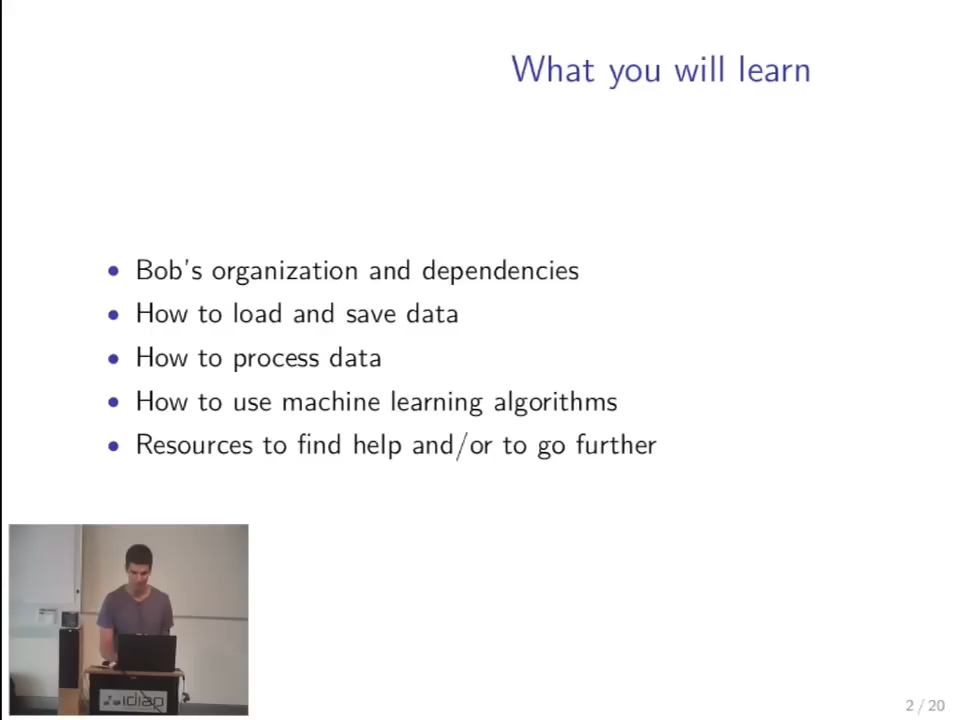 What you will learn
• Bob's organization and dependencies
• How to load and save data
• How to process data
• How to use machine learning algorithms
• Resources to find help and/or to go further
idiap
2 / 20